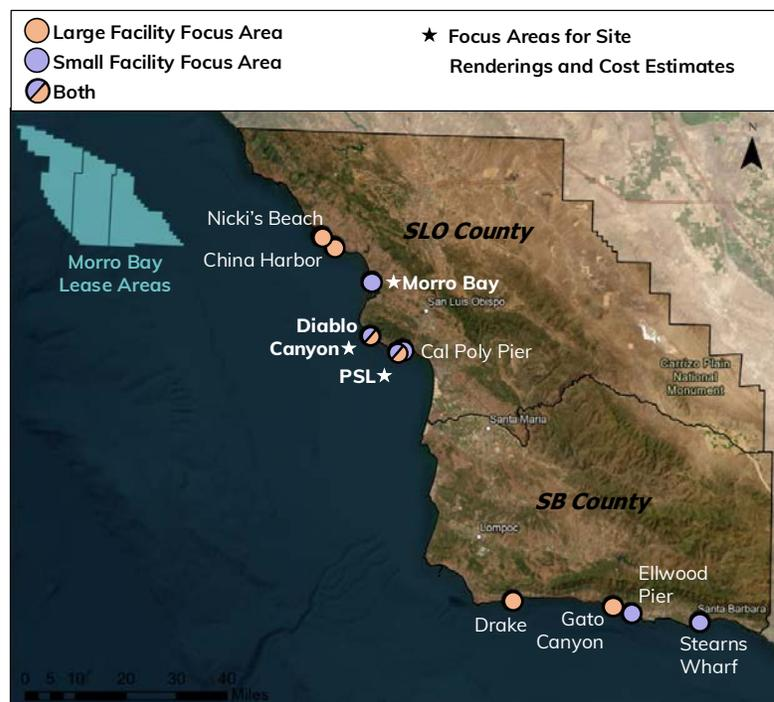 Large Facility Focus Area
Small Facility Focus Area
Both
★ Focus Areas for Site
Renderings and Cost Estimates
N
Nicki's Beach
SLO County
China Harbor
Morro Bay
Lease Areas
★Morro Bay
San Luis Obispo
Diablo
Canyon★
Cal Poly Pier
PSL★
Carrizo Plain
National
Monument
Santa Maria
SB County
Lompoc
Ellwood
Pier
Santa Barbara
Drake
Gato
Canyon
Stearns
Wharf
0 5 10 20 30 40
Miles